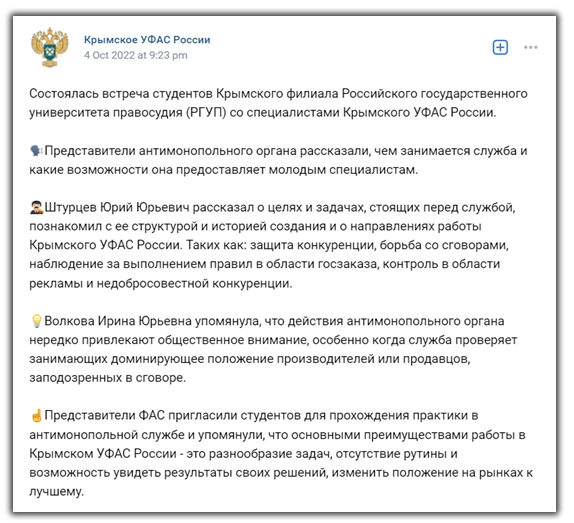 Крымское УФАС России
4 Oct 2022 at 9:23 pm
Состоялась встреча студентов Крымского филиала Российского государственного
университета правосудия (РГУП) со специалистами Крымского УФАС России.
🗣Представители антимонопольного органа рассказали, чем занимается служба и
какие возможности она предоставляет молодым специалистам.
👨🏻‍⚖Штурцев Юрий Юрьевич рассказал о целях и задачах, стоящих перед службой,
познакомил с ее структурой и историей создания и о направлениях работы
Крымского УФАС России. Таких как: защита конкуренции, борьба со сговорами,
наблюдение за выполнением правил в области госзаказа, контроль в области
рекламы и недобросовестной конкуренции.
💡Волкова Ирина Юрьевна упомянула, что действия антимонопольного органа
нередко привлекают общественное внимание, особенно когда служба проверяет
занимающих доминирующее положение производителей или продавцов,
заподозренных в сговоре.
☝Представители ФАС пригласили студентов для прохождения практики в
антимонопольной службе и упомянули, что основными преимуществами работы в
Крымском УФАС России - это разнообразие задач, отсутствие рутины и
возможность увидеть результаты своих решений, изменить положение на рынках к
лучшему.